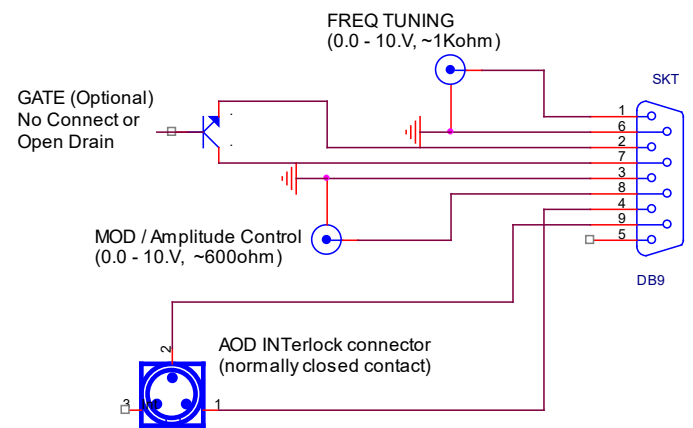 FREQ TUNING
(0.0 - 10.V, ~1Kohm)
SKT
GATE (Optional)
No Connect or
Open Drain
1
6
2
7
3
8
4
9
5
MOD / Amplitude Control
(0.0 - 10.V, ~600ohm)
DB9
AOD INTerlock connector
(normally closed contact)
2
3
1